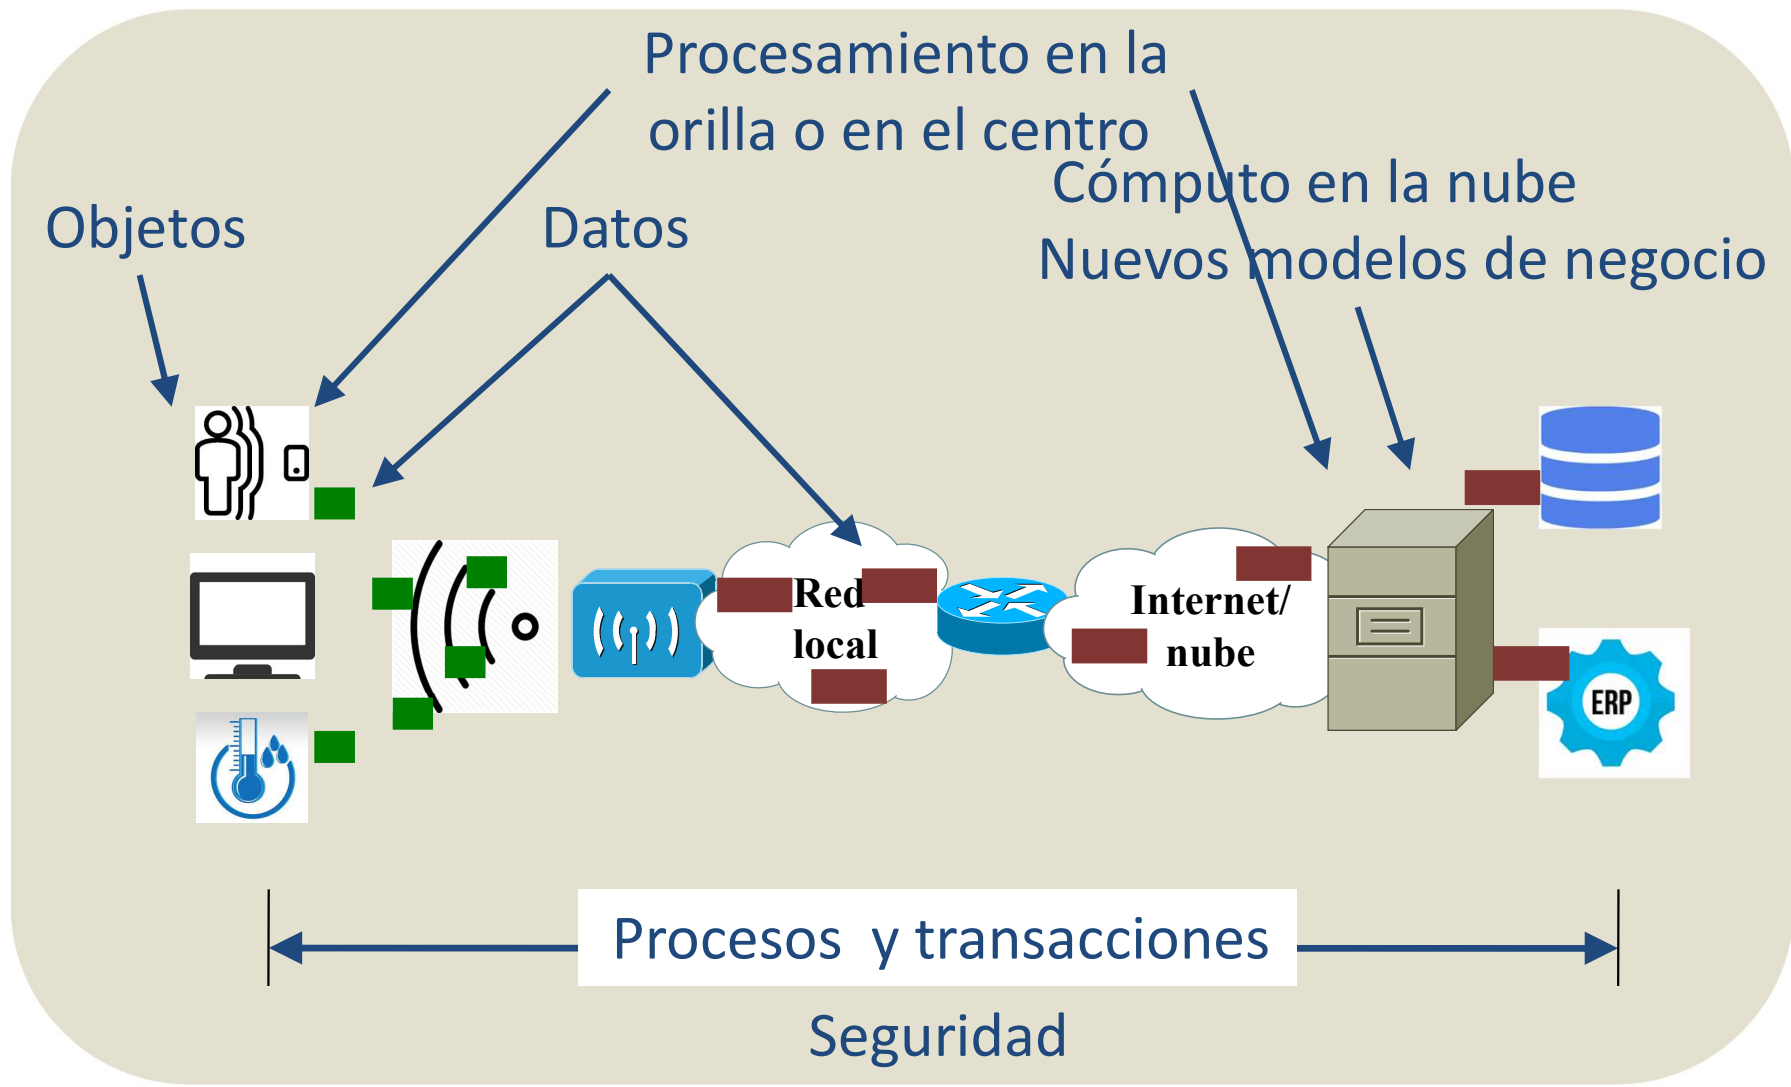 Procesamiento en la
orilla o en el centro
Cómputo en la nube
Objetos
Datos
Nuevos modelos de negocio
Red
local
Internet/
nube
ERP
Procesos y transacciones
Seguridad